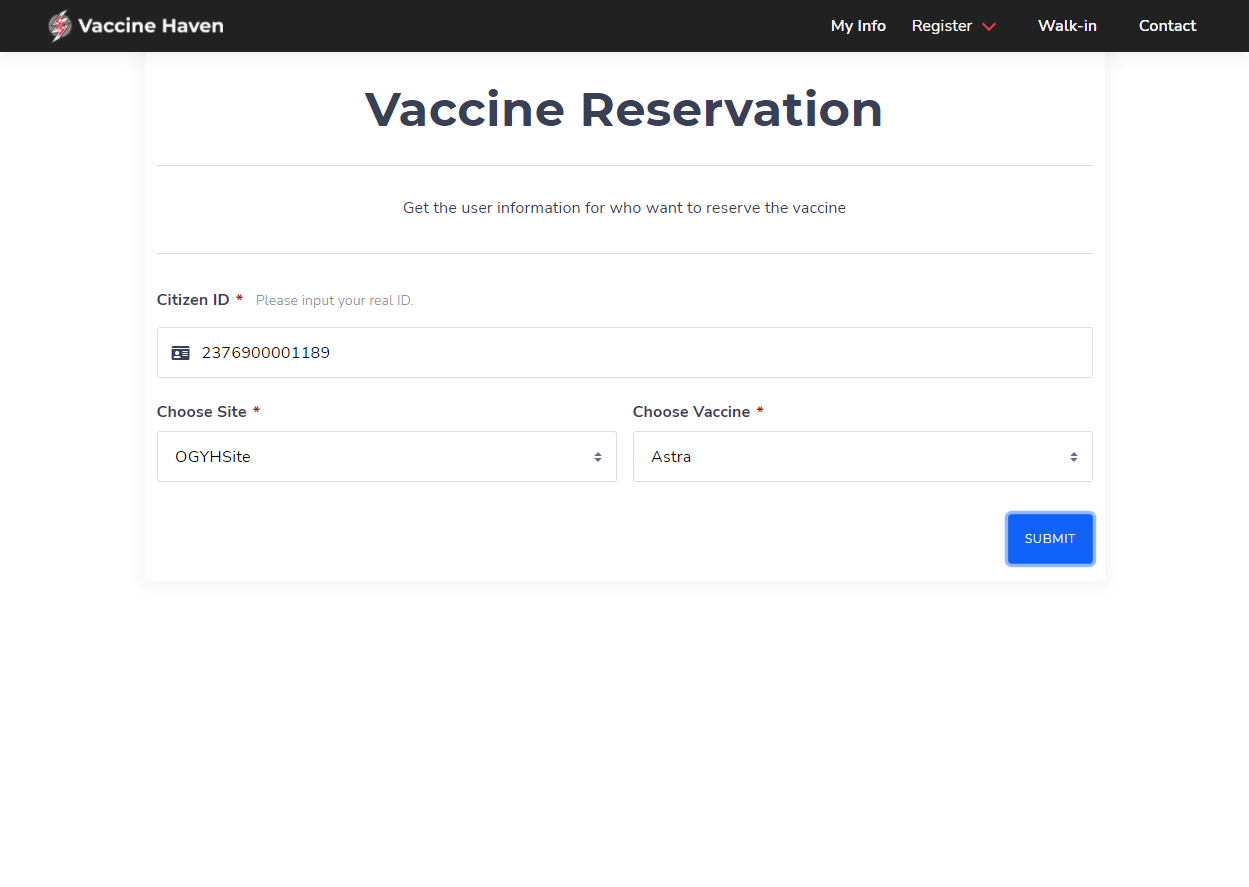 Vaccine Haven
My Info Register Walk-in Contact
Vaccine Reservation
Get the user information for who want to reserve the vaccine
Citizen ID * Please input your real ID.
2376900001189
Choose Site * Choose Vaccine *
OGYHSite Astra
SUBMIT